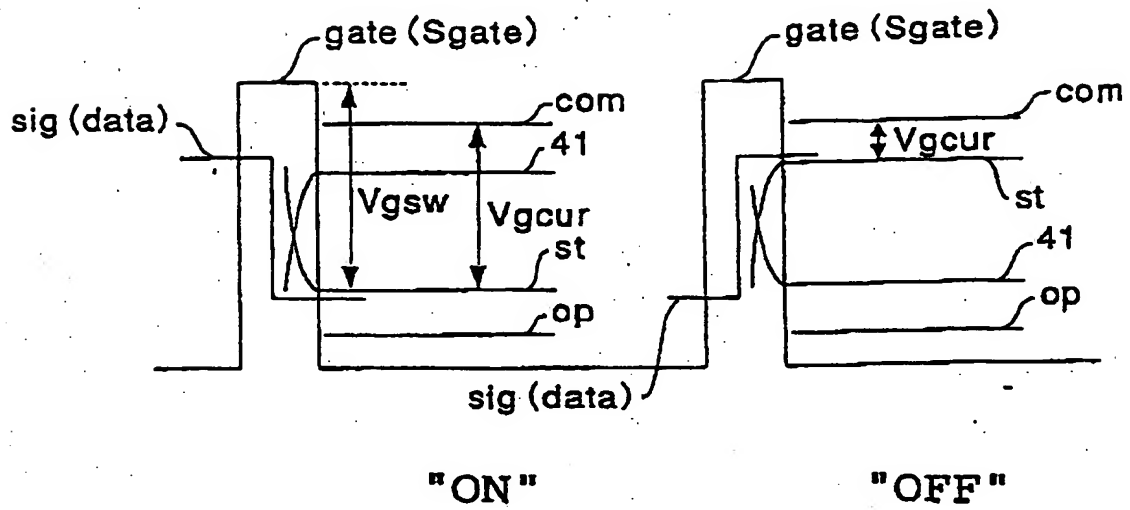 gate (Sgate)
sig (data)
com
41
Vgsw
Vgcur
st
op
gate (Sgate)
com
Vgcur
st
41
op
sig (data)
"ON"
"OFF"